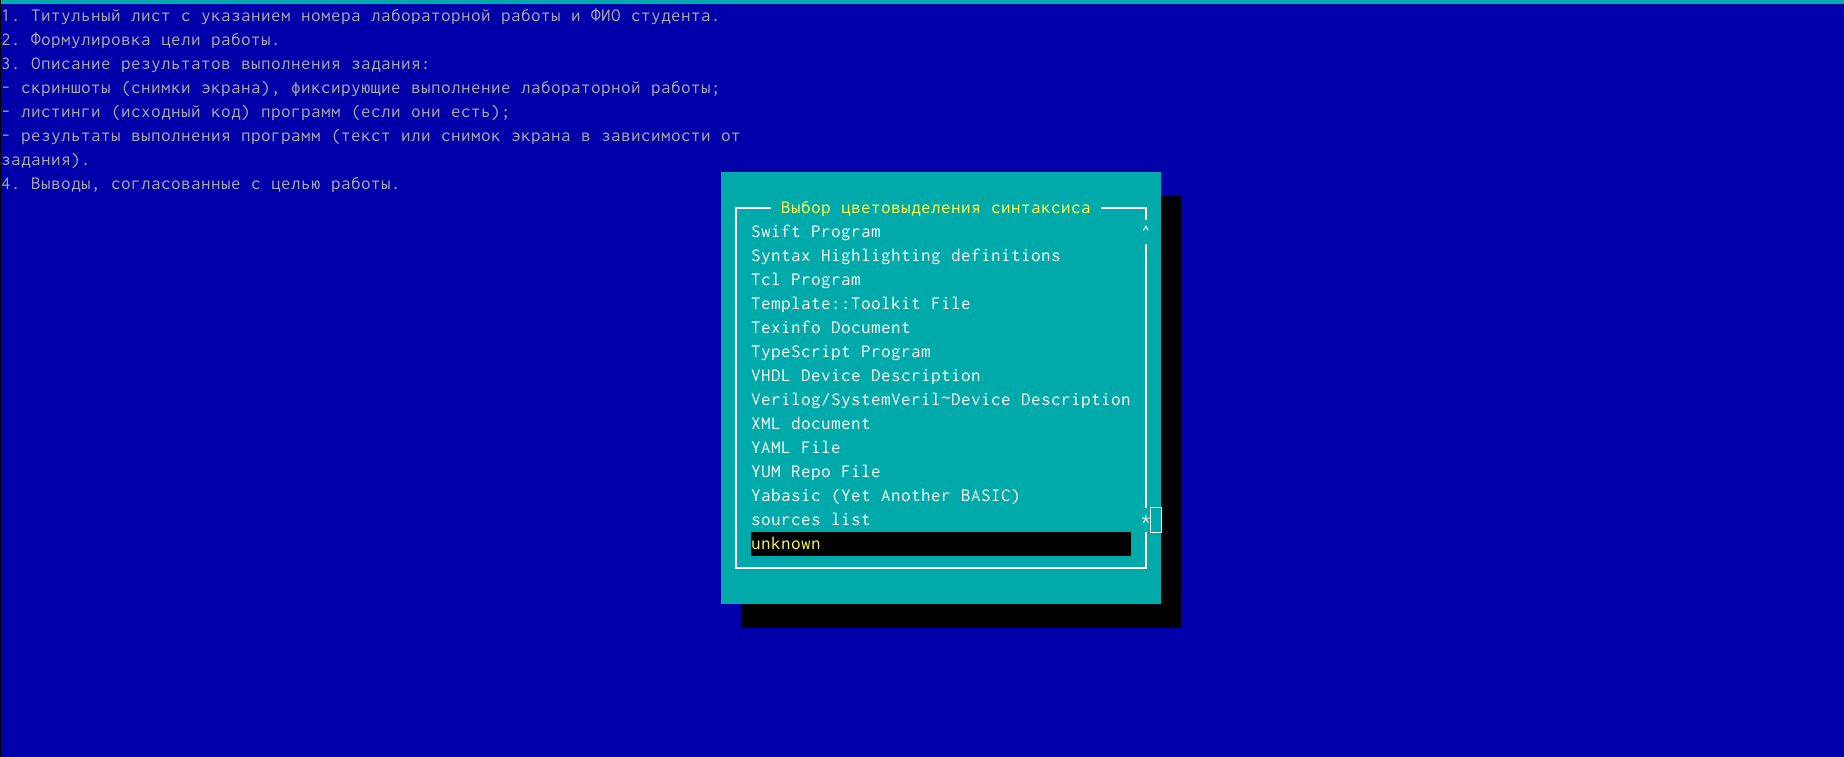 1. Титульный лист с указанием номера лабораторной работы и ФИО студента.
2. Формулировка цели работы.
3. Описание результатов выполнения задания:
- скриншоты (снимки экрана), фиксирующие выполнение лабораторной работы;
- листинги (исходный код) программ (если они есть);
- результаты выполнения программ (текст или снимок экрана в зависимости от
задания).
4. Выводы, согласованные с целью работы.
Выбор цветовыделения синтаксиса
Swift Program
Syntax Highlighting definitions
Tcl Program
Template::Toolkit File
Texinfo Document
TypeScript Program
VHDL Device Description
Verilog/SystemVeril~Device Description
XML document
YAML File
YUM Repo File
Yabasic (Yet Another BASIC)
sources list
unknown